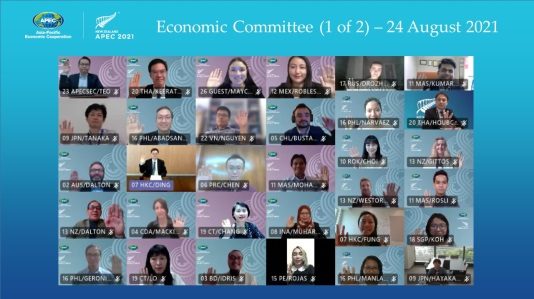 APEC
Asia-Pacific
Economic Cooperation
NEW ZEALAND
APEC 2021
Economic Committee (1 of 2) – 24 August 2021
23 APECSEC/TEO
20 THA/KEERAT...
26 GUEST/MAYC...
12 MEX/ROBLES...
17 RUS/DROZH...
11 MAS/KUMAR...
09 JPN/TANAKA
16 PHL/ABADSAN...
22 VN/NGUYEN
05 CHL/BUSTA...
16 PHL/NARVAEZ
20 THA/HOUEC...
02 AUS/DALTON
07 HKC/DING
06 PRC/CHEN
11 MAS/MOHA...
10 ROK/CHOI
13 NZ/GITTOS
13 NZ/DALTON
04 CDA/MACKI...
19 CT/CHANG
08 INA/MUHAR...
13 NZ/WESTOR...
11 MAS/ROSLI
07 HKC/FUNG
18 SGP/KOH
16 PHL/GERONI...
19 CT/LO
03 BD/IDRIS
15 PE/ROJAS
16 PHL/MANLA...
09 JPN/HAYAKA...